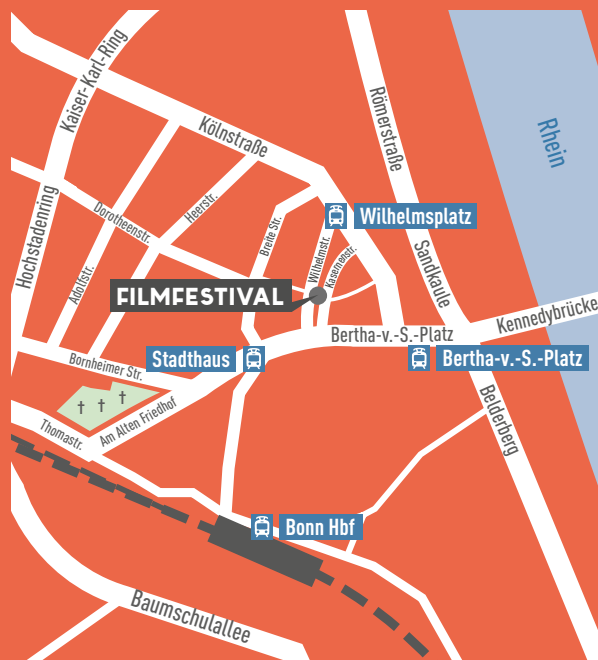 Kaiser-Karl-Ring
Kölnstraße
Römerstraße
Rhein
Hochstadenring
Dorotheenstr.
Heerstr.
Breite Str.
Wilhelmsplatz
Adolfstr.
Wilhelmstr.
Kasernenstr.
Sandkaule
FILMFESTIVAL
Kennedybrücke
Bertha-v.-S.-Platz
Stadthaus
Bertha-v.-S.-Platz
Bornheimer Str.
Am Alten Friedhof
Thomastr.
Belderberg
Bonn Hbf
Baumschulallee